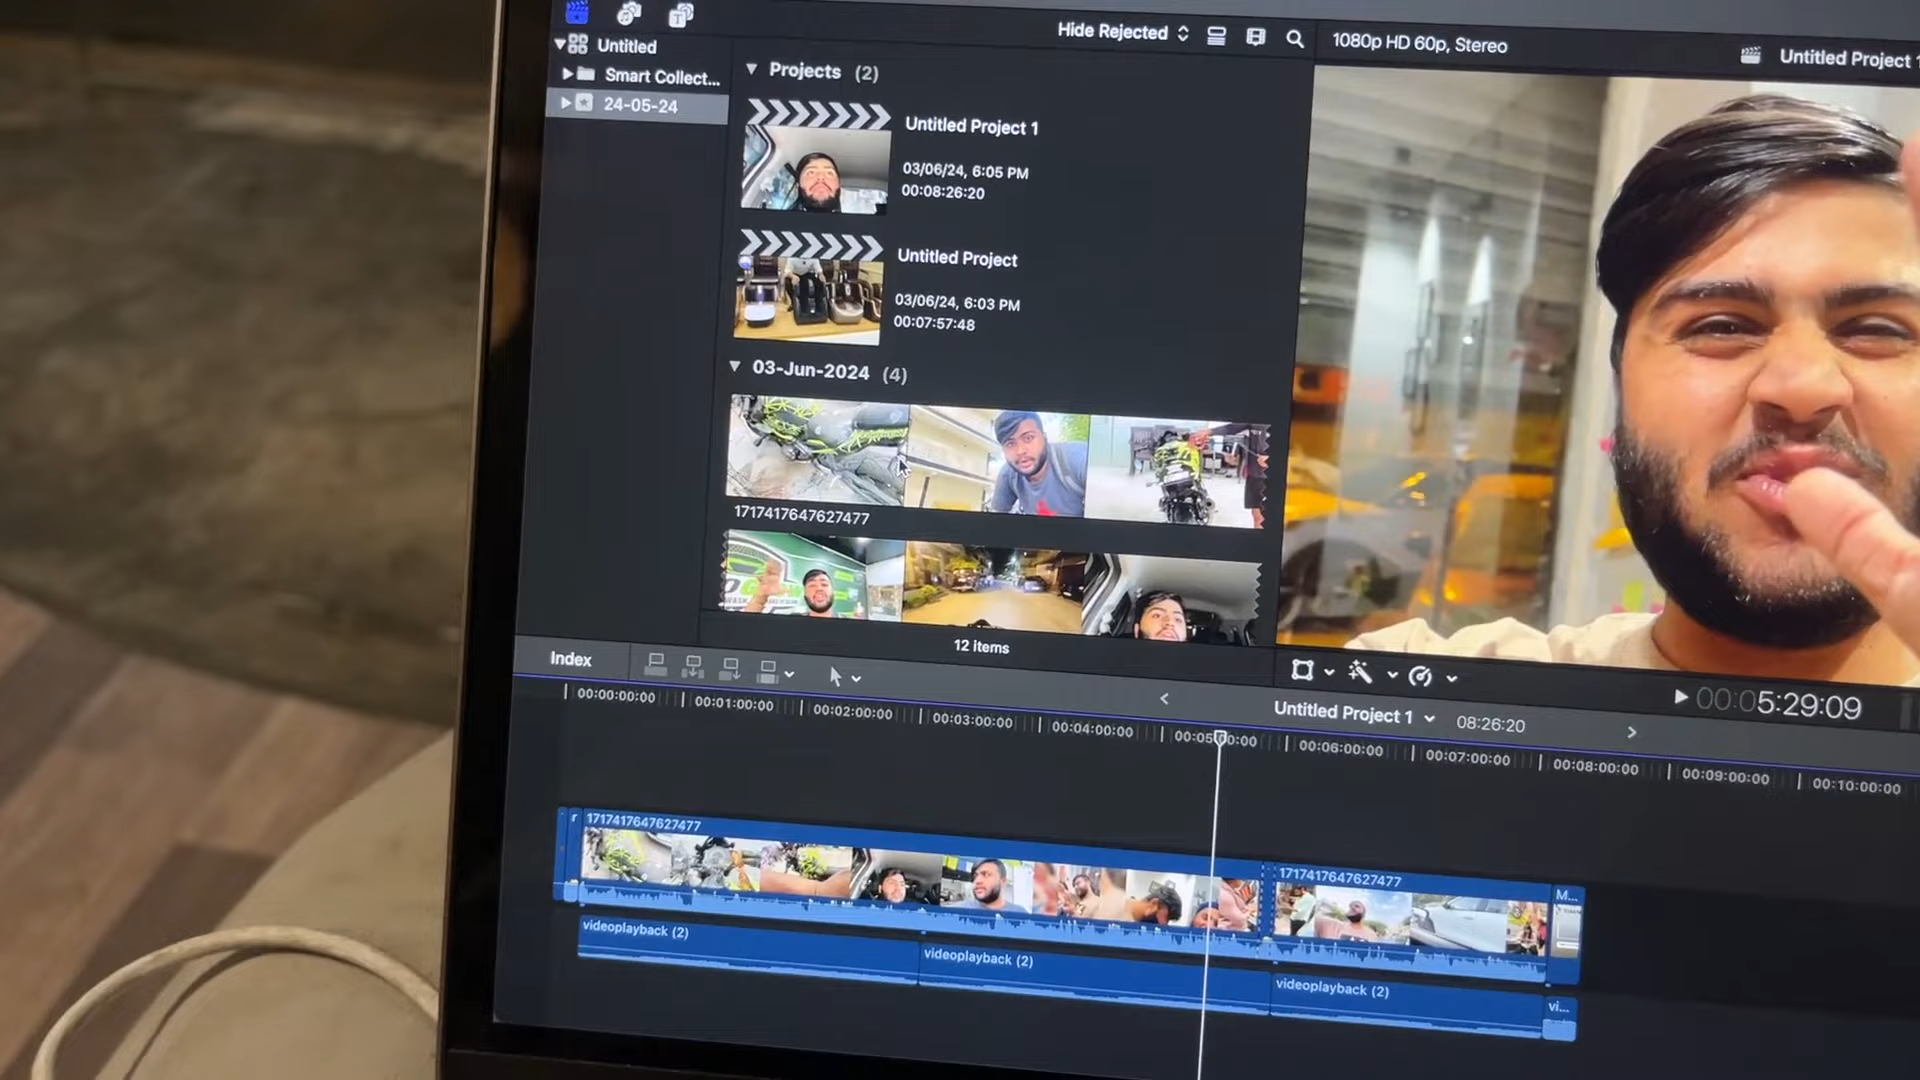 Hide Rejected
1080p HD 60p, Stereo
Untitled Project 1
Untitled
Smart Collect...
24-05-24
Projects (2)
Untitled Project 1
03/06/24, 6:05 PM
00:08:26:20
Untitled Project
03/06/24, 6:03 PM
00:07:57:48
03-Jun-2024 (4)
1717417647627477
12 items
Index
Untitled Project 1
08:26:20
00:05:29:09
00:00:00:00
00:01:00:00
00:02:00:00
00:03:00:00
00:04:00:00
00:05:00:00
00:06:00:00
00:07:00:00
00:08:00:00
00:09:00:00
00:10:00:00
r
1717417647627477
1717417647627477
M...
videoplayback (2)
videoplayback (2)
videoplayback (2)
vi...